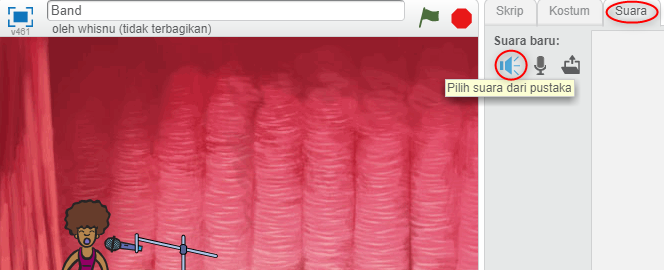 Band
oleh whisnu (tidak terbagikan)
v461
Skrip
Kostum
Suara
Suara baru:
Pilih suara dari pustaka